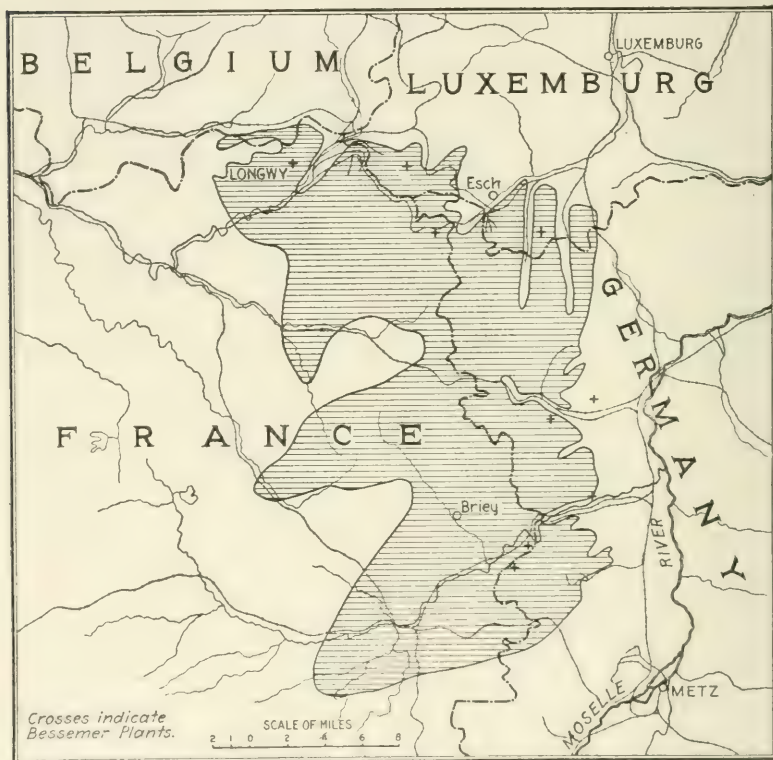 BELGIUM
LUXEMBURG
LUXEMBURG
LONGWY
Esch
GERMANY
FRANCE
Briey
RIVER
MOSELLE
METZ
Crosses indicate
Bessemer Plants.
SCALE OF MILES
2 1 0 2 4 6 8